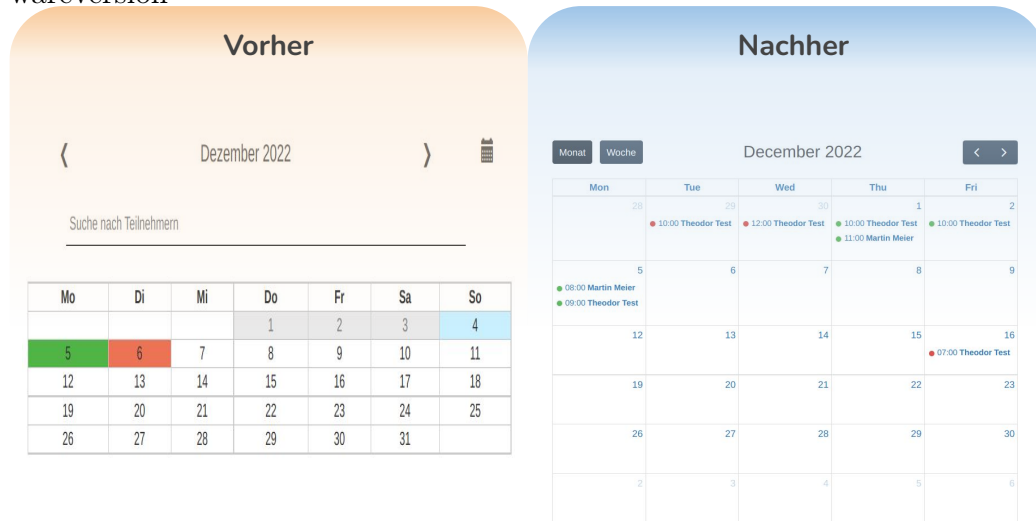 wareversion
Vorher
❬ Dezember 2022 ❭
Suche nach Teilnehmern
Mo Di Mi Do Fr Sa So
1 2 3 4
5 6 7 8 9 10 11
12 13 14 15 16 17 18
19 20 21 22 23 24 25
26 27 28 29 30 31
Nachher
Monat Woche December 2022 < >
Mon Tue Wed Thu Fri
28 29 30 1 2
10:00 Theodor Test 12:00 Theodor Test 10:00 Theodor Test 10:00 Theodor Test
11:00 Martin Meier
5 6 7 8 9
08:00 Martin Meier
09:00 Theodor Test
12 13 14 15 16
07:00 Theodor Test
19 20 21 22 23
26 27 28 29 30
2 3 4 5 6